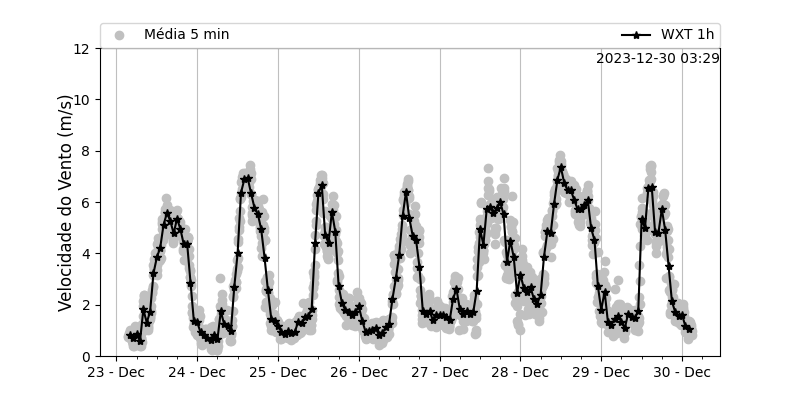 Média 5 min
WXT 1h
2023-12-30 03:29
Velocidade do Vento (m/s)
12
10
8
6
4
2
0
23 - Dec
24 - Dec
25 - Dec
26 - Dec
27 - Dec
28 - Dec
29 - Dec
30 - Dec